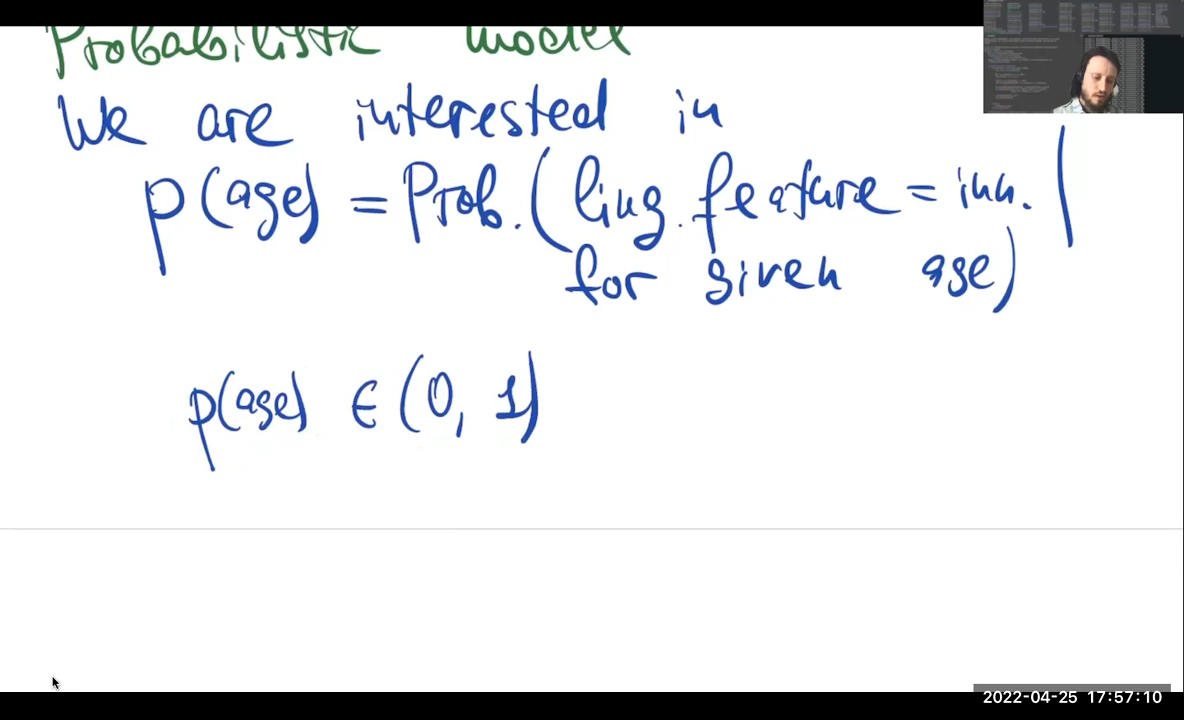 Probabilistic model
We are interested in
p(age) = Prob. ( ling. feature = inn. |
for given age)
p(age) ∈ (0, 1)
2022-04-25 17:57:10